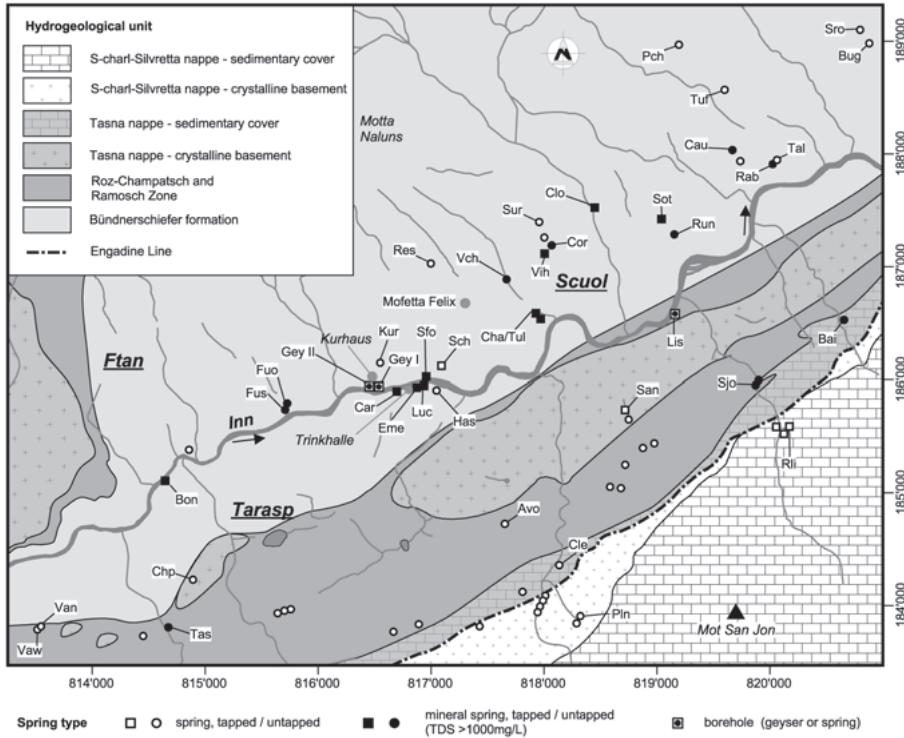 Hydrogeological unit
S-charl-Silvretta nappe - sedimentary cover
S-charl-Silvretta nappe - crystalline basement
Tasna nappe - sedimentary cover
Tasna nappe - crystalline basement
Roz-Champatsch and
Ramosch Zone
Bündnerschiefer formation
Engadine Line
N
Sro
Bug
Pch
Tuf
Motta
Naluns
Cau
Tal
Rab
Clo
Sot
Sur
Run
Cor
Res
Vih
Vch
Scuol
Mofetta Felix
Cha/Tul
Lis
Bai
Kurhaus
Kur
Sfo
Sch
Gey II
Gey I
Ftan
Fuo
Fus
Car
Eme
Luc
Has
San
Sjo
Inn
Trinkhalle
Rli
Bon
Tarasp
Avo
Cle
Chp
Van
Vaw
Tas
Pln
Mot San Jon
189'000
188'000
187'000
186'000
185'000
184'000
814'000
815'000
816'000
817'000
818'000
819'000
820'000
Spring type
spring, tapped / untapped
mineral spring, tapped / untapped
(TDS >1000mg/L)
borehole (geyser or spring)